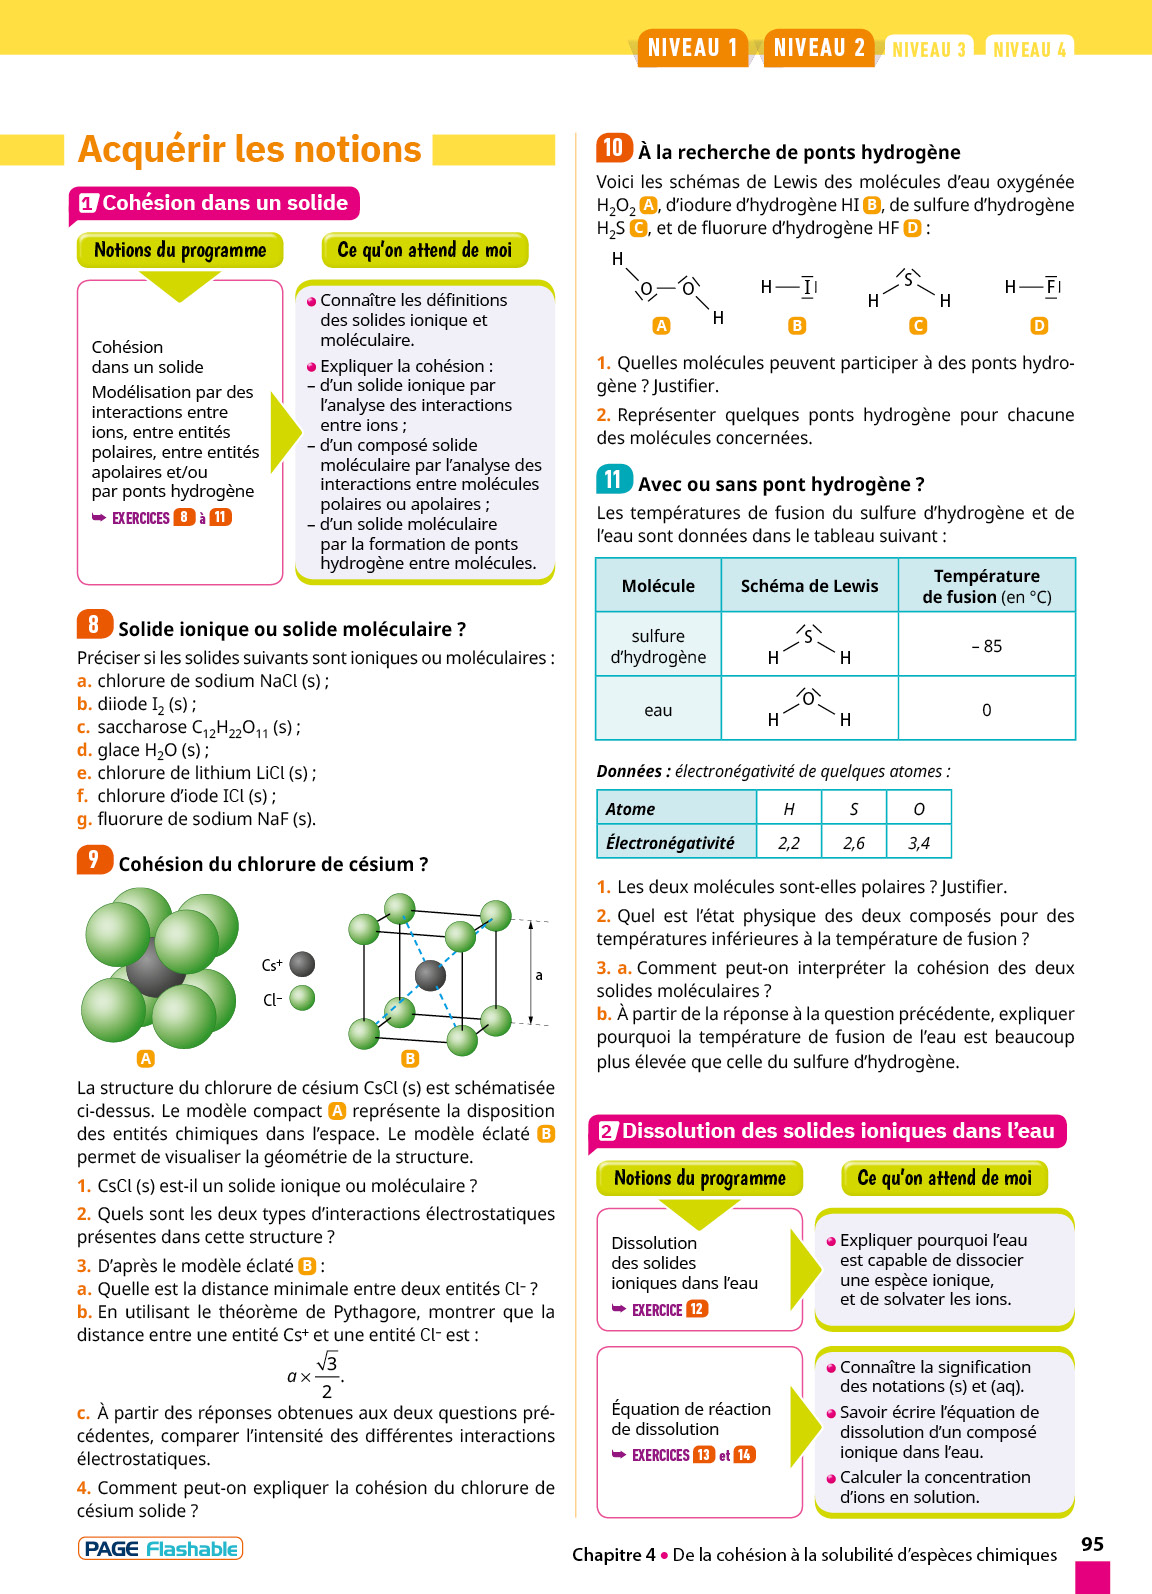 NIVEAU 1 NIVEAU 2 NIVEAU 3 NIVEAU 4
Acquérir les notions
1 Cohésion dans un solide
Notions du programme
Cohésion
dans un solide
Modélisation par des
interactions entre
ions, entre entités
polaires, entre entités
apolaires et/ou
par ponts hydrogène
➥ EXERCICES 8 à 11
Ce qu'on attend de moi
• Connaître les définitions
des solides ionique et
moléculaire.
• Expliquer la cohésion :
– d'un solide ionique par
l'analyse des interactions
entre ions ;
– d'un composé solide
moléculaire par l'analyse des
interactions entre molécules
polaires ou apolaires ;
– d'un solide moléculaire
par la formation de ponts
hydrogène entre molécules.
8 Solide ionique ou solide moléculaire ?
Préciser si les solides suivants sont ioniques ou moléculaires :
a. chlorure de sodium NaCl (s) ;
b. diiode I₂ (s) ;
c. saccharose C₁₂H₂₂O₁₁ (s) ;
d. glace H₂O (s) ;
e. chlorure de lithium LiCl (s) ;
f. chlorure d'iode ICl (s) ;
g. fluorure de sodium NaF (s).
9 Cohésion du chlorure de césium ?
Cs⁺
Cl⁻
a
A B
La structure du chlorure de césium CsCl (s) est schématisée
ci-dessus. Le modèle compact A représente la disposition
des entités chimiques dans l'espace. Le modèle éclaté B
permet de visualiser la géométrie de la structure.
1. CsCl (s) est-il un solide ionique ou moléculaire ?
2. Quels sont les deux types d'interactions électrostatiques
présentes dans cette structure ?
3. D'après le modèle éclaté B :
a. Quelle est la distance minimale entre deux entités Cl⁻ ?
b. En utilisant le théorème de Pythagore, montrer que la
distance entre une entité Cs⁺ et une entité Cl⁻ est :
a × √3/2.
c. À partir des réponses obtenues aux deux questions pré-
cédentes, comparer l'intensité des différentes interactions
électrostatiques.
4. Comment peut-on expliquer la cohésion du chlorure de
césium solide ?
PAGE Flashable
10 À la recherche de ponts hydrogène
Voici les schémas de Lewis des molécules d'eau oxygénée
H₂O₂ A, d'iodure d'hydrogène HI B, de sulfure d'hydrogène
H₂S C, et de fluorure d'hydrogène HF D :
H
O O
H
A
H I
B
S
H H
C
H F
D
1. Quelles molécules peuvent participer à des ponts hydro-
gène ? Justifier.
2. Représenter quelques ponts hydrogène pour chacune
des molécules concernées.
11 Avec ou sans pont hydrogène ?
Les températures de fusion du sulfure d'hydrogène et de
l'eau sont données dans le tableau suivant :
Molécule Schéma de Lewis Température
de fusion (en °C)
sulfure
d'hydrogène
S
H H
– 85
eau
O
H H
0
Données : électronégativité de quelques atomes :
Atome H S O
Électronégativité 2,2 2,6 3,4
1. Les deux molécules sont-elles polaires ? Justifier.
2. Quel est l'état physique des deux composés pour des
températures inférieures à la température de fusion ?
3. a. Comment peut-on interpréter la cohésion des deux
solides moléculaires ?
b. À partir de la réponse à la question précédente, expliquer
pourquoi la température de fusion de l'eau est beaucoup
plus élevée que celle du sulfure d'hydrogène.
2 Dissolution des solides ioniques dans l'eau
Notions du programme Ce qu'on attend de moi
Dissolution
des solides
ioniques dans l'eau
➥ EXERCICE 12
• Expliquer pourquoi l'eau
est capable de dissocier
une espèce ionique,
et de solvater les ions.
Équation de réaction
de dissolution
➥ EXERCICES 13 et 14
• Connaître la signification
des notations (s) et (aq).
• Savoir écrire l'équation de
dissolution d'un composé
ionique dans l'eau.
• Calculer la concentration
d'ions en solution.
Chapitre 4 • De la cohésion à la solubilité d'espèces chimiques 95